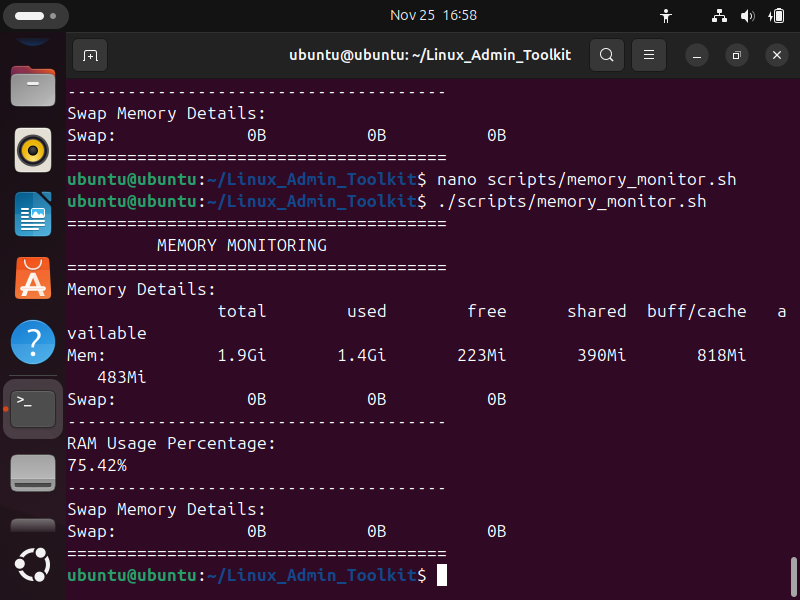 Nov 25 16:58
ubuntu@ubuntu: ~/Linux_Admin_Toolkit
-------------------------------------
Swap Memory Details:
Swap: 0B 0B 0B
======================================
ubuntu@ubuntu:~/Linux_Admin_Toolkit$ nano scripts/memory_monitor.sh
ubuntu@ubuntu:~/Linux_Admin_Toolkit$ ./scripts/memory_monitor.sh
======================================
MEMORY MONITORING
======================================
Memory Details:
total used free shared buff/cache a
vailable
Mem: 1.9Gi 1.4Gi 223Mi 390Mi 818Mi
483Mi
Swap: 0B 0B 0B
--------------------------------------
RAM Usage Percentage:
75.42%
--------------------------------------
Swap Memory Details:
Swap: 0B 0B 0B
======================================
ubuntu@ubuntu:~/Linux_Admin_Toolkit$